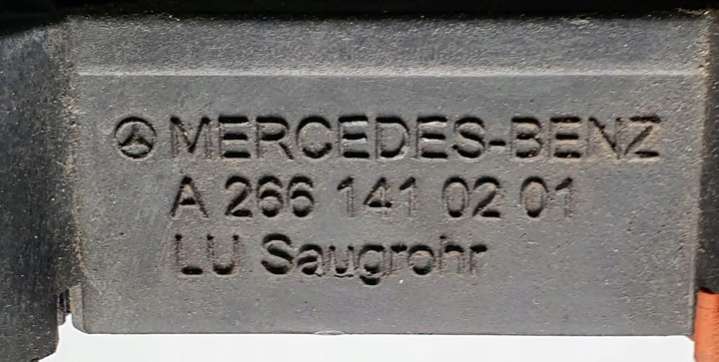 MERCEDES-BENZ
A 266 141 02 01
LU Saugrohr